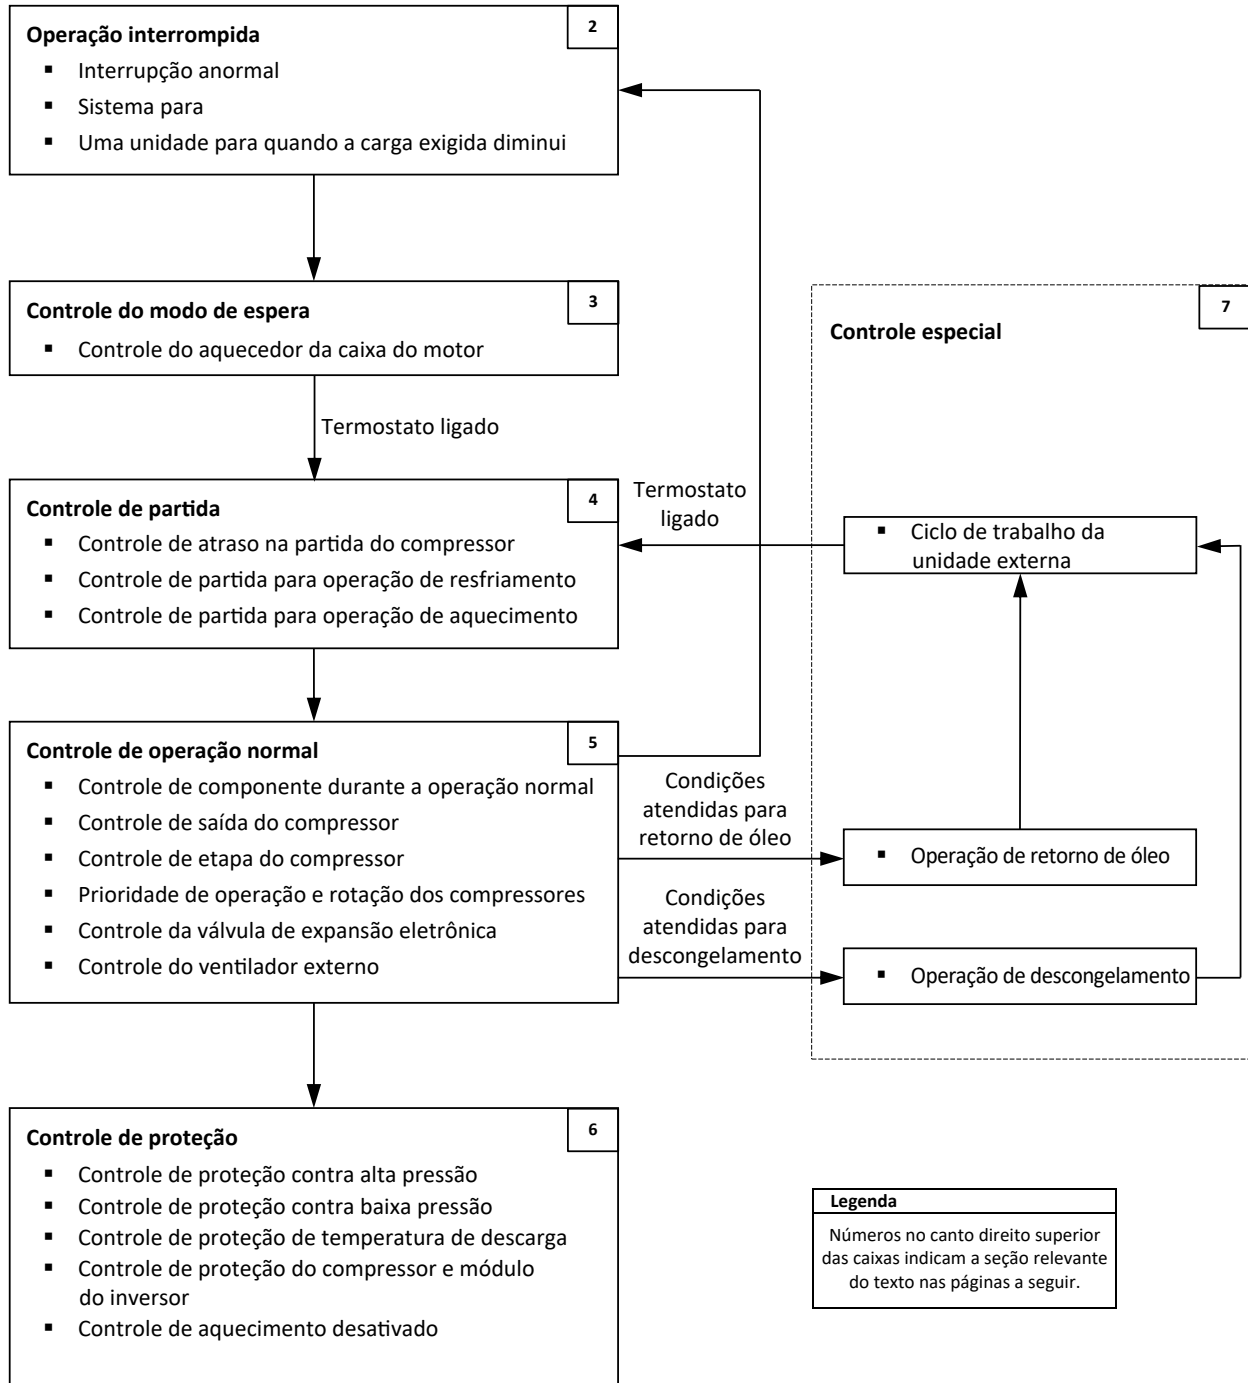 Operação interrompida
2
▪ Interrupção anormal
▪ Sistema para
▪ Uma unidade para quando a carga exigida diminui
Controle do modo de espera
3
▪ Controle do aquecedor da caixa do motor
Termostato ligado
Controle de partida
4
▪ Controle de atraso na partida do compressor
▪ Controle de partida para operação de resfriamento
▪ Controle de partida para operação de aquecimento
Termostato
ligado
Controle de operação normal
5
▪ Controle de componente durante a operação normal
▪ Controle de saída do compressor
▪ Controle de etapa do compressor
▪ Prioridade de operação e rotação dos compressores
▪ Controle da válvula de expansão eletrônica
▪ Controle do ventilador externo
Condições
atendidas para
retorno de óleo
Condições
atendidas para
descongelamento
Controle especial
7
▪ Ciclo de trabalho da
unidade externa
▪ Operação de retorno de óleo
▪ Operação de descongelamento
Controle de proteção
6
▪ Controle de proteção contra alta pressão
▪ Controle de proteção contra baixa pressão
▪ Controle de proteção de temperatura de descarga
▪ Controle de proteção do compressor e módulo
do inversor
▪ Controle de aquecimento desativado
Legenda
Números no canto direito superior
das caixas indicam a seção relevante
do texto nas páginas a seguir.